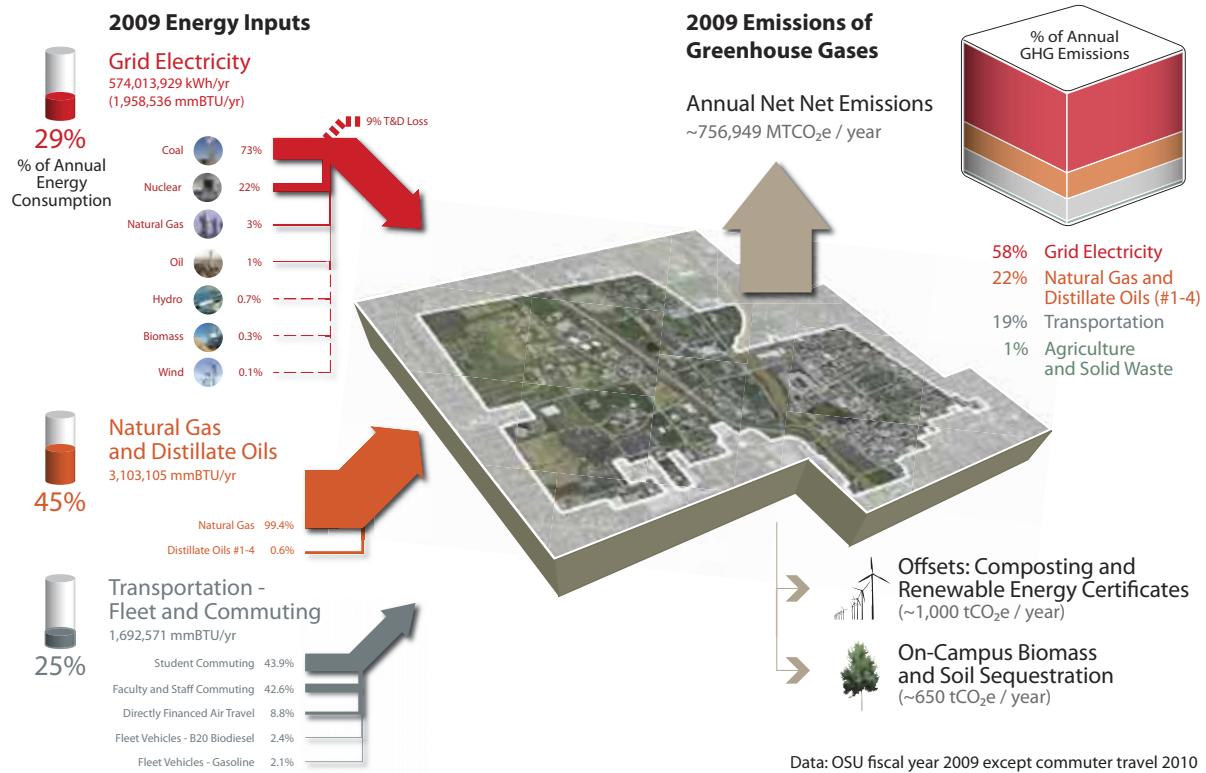 2009 Energy Inputs
29%
% of Annual
Energy
Consumption
Grid Electricity
574,013,929 kWh/yr
(1,958,536 mmBTU/yr)
9% T&D Loss
Coal 73%
Nuclear 22%
Natural Gas 3%
Oil 1%
Hydro 0.7%
Biomass 0.3%
Wind 0.1%
45%
Natural Gas
and Distillate Oils
3,103,105 mmBTU/yr
Natural Gas 99.4%
Distillate Oils #1-4 0.6%
25%
Transportation -
Fleet and Commuting
1,692,571 mmBTU/yr
Student Commuting 43.9%
Faculty and Staff Commuting 42.6%
Directly Financed Air Travel 8.8%
Fleet Vehicles - B20 Biodiesel 2.4%
Fleet Vehicles - Gasoline 2.1%
2009 Emissions of
Greenhouse Gases
Annual Net Net Emissions
~756,949 MTCO₂e / year
% of Annual
GHG Emissions
58% Grid Electricity
22% Natural Gas and
Distillate Oils (#1-4)
19% Transportation
1% Agriculture
and Solid Waste
Offsets: Composting and
Renewable Energy Certificates
(~1,000 tCO₂e / year)
On-Campus Biomass
and Soil Sequestration
(~650 tCO₂e / year)
Data: OSU fiscal year 2009 except commuter travel 2010